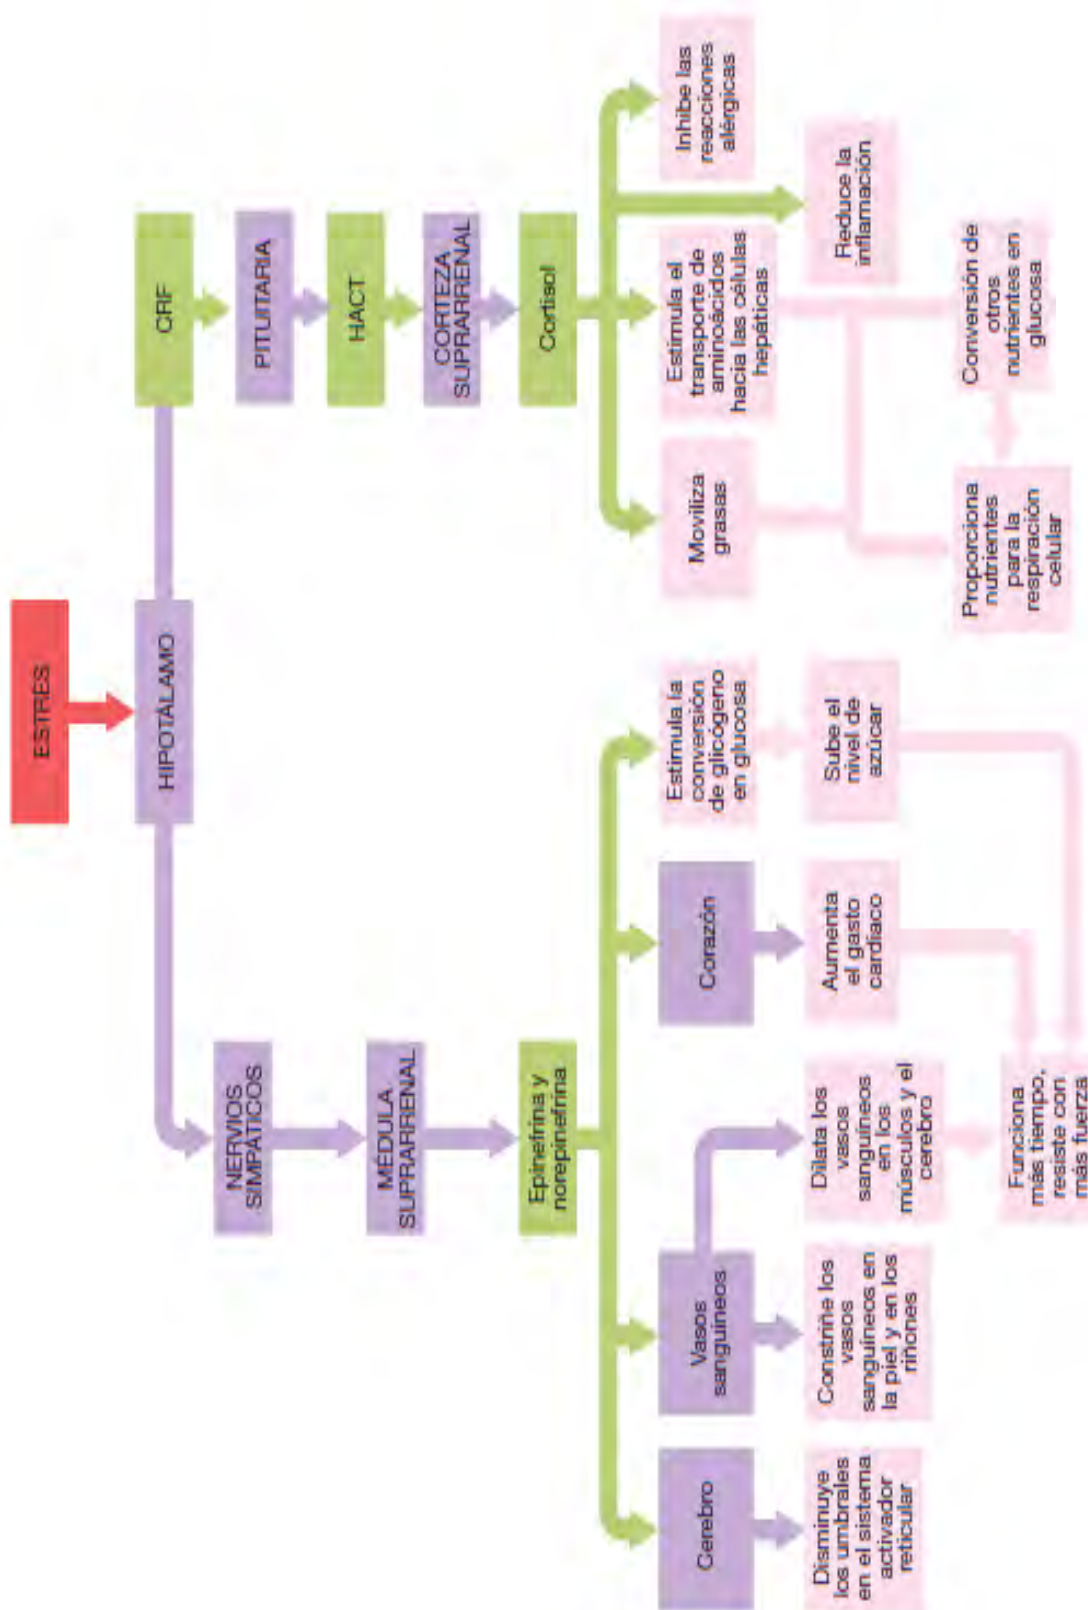 ESTRÉS
HIPOTÁLAMO
NERVIOS
SIMPÁTICOS
MÉDULA
SUPRARRENAL
Epinefrina y
norepinefrina
Cerebro
Disminuye
los umbrales
en el sistema
activador
reticular
Vasos
sanguíneos
Constriñe los
vasos
sanguíneos en
la piel y en los
riñones
Dilata los
vasos
sanguíneos
en los
músculos y el
cerebro
Corazón
Aumenta
el gasto
cardiaco
Estimula la
conversión
de glicógeno
en glucosa
Sube el
nivel de
azúcar
Funciona
más tiempo,
resiste con
más fuerza
CRF
PITUITARIA
HACT
CORTEZA
SUPRARRENAL
Cortisol
Moviliza
grasas
Estimula el
transporte de
aminoácidos
hacia las células
hepáticas
Reduce la
inflamación
Inhibe las
reacciones
alérgicas
Proporciona
nutrientes
para la
respiración
celular
Conversión de
otros
nutrientes en
glucosa